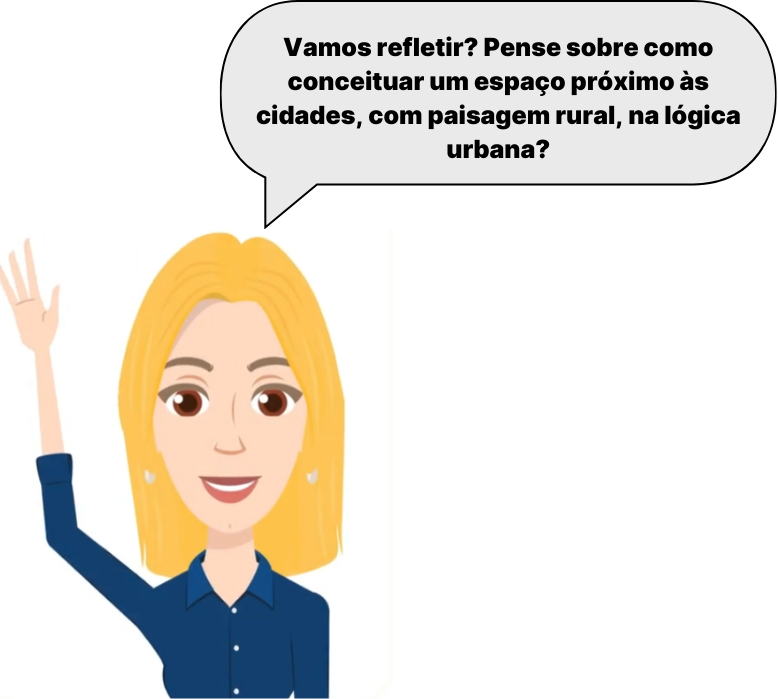 Vamos refletir? Pense sobre como
conceituar um espaço próximo às
cidades, com paisagem rural, na lógica
urbana?